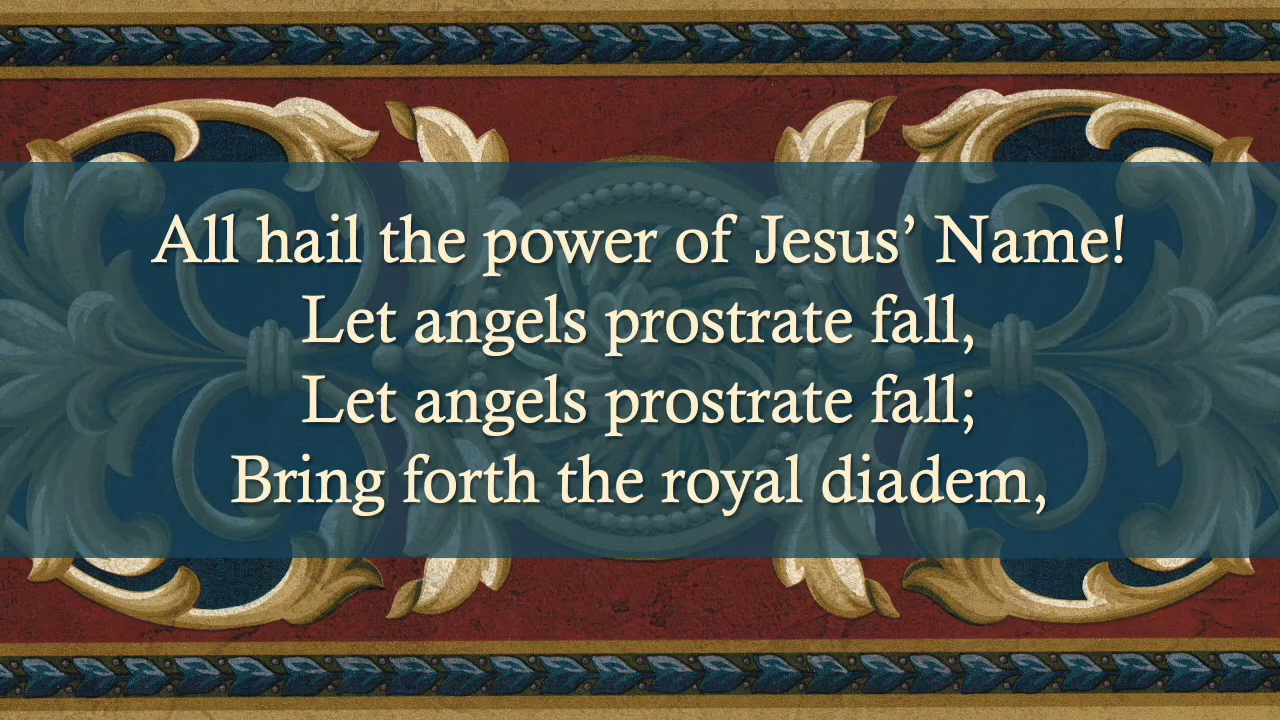 All hail the power of Jesus’ Name!
Let angels prostrate fall,
Let angels prostrate fall;
Bring forth the royal diadem,